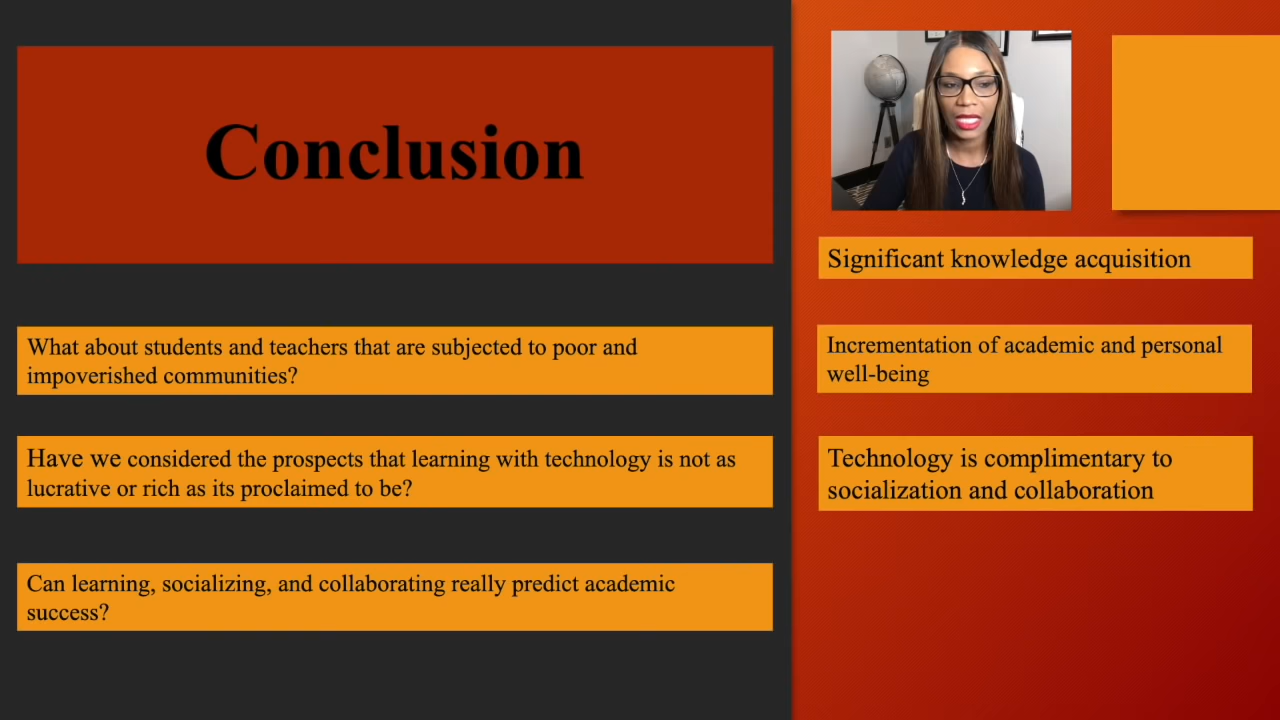 Conclusion
What about students and teachers that are subjected to poor and
impoverished communities?
Have we considered the prospects that learning with technology is not as
lucrative or rich as its proclaimed to be?
Can learning, socializing, and collaborating really predict academic
success?
Significant knowledge acquisition
Incrementation of academic and personal
well-being
Technology is complimentary to
socialization and collaboration